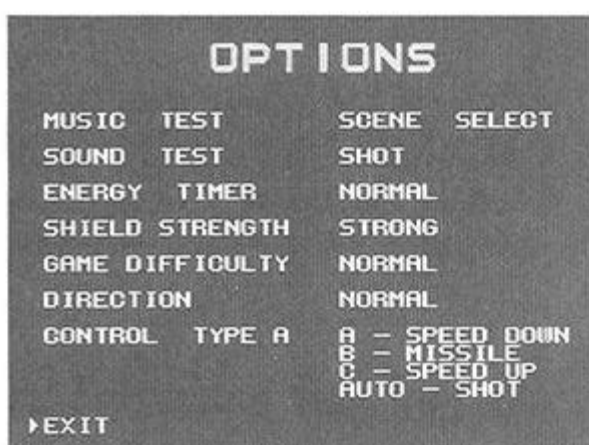 OPTIONS
MUSIC TEST SCENE SELECT
SOUND TEST SHOT
ENERGY TIMER NORMAL
SHIELD STRENGTH STRONG
GAME DIFFICULTY NORMAL
DIRECTION NORMAL
CONTROL TYPE A A — SPEED DOWN
B — MISSILE
C — SPEED UP
AUTO — SHOT
▶EXIT